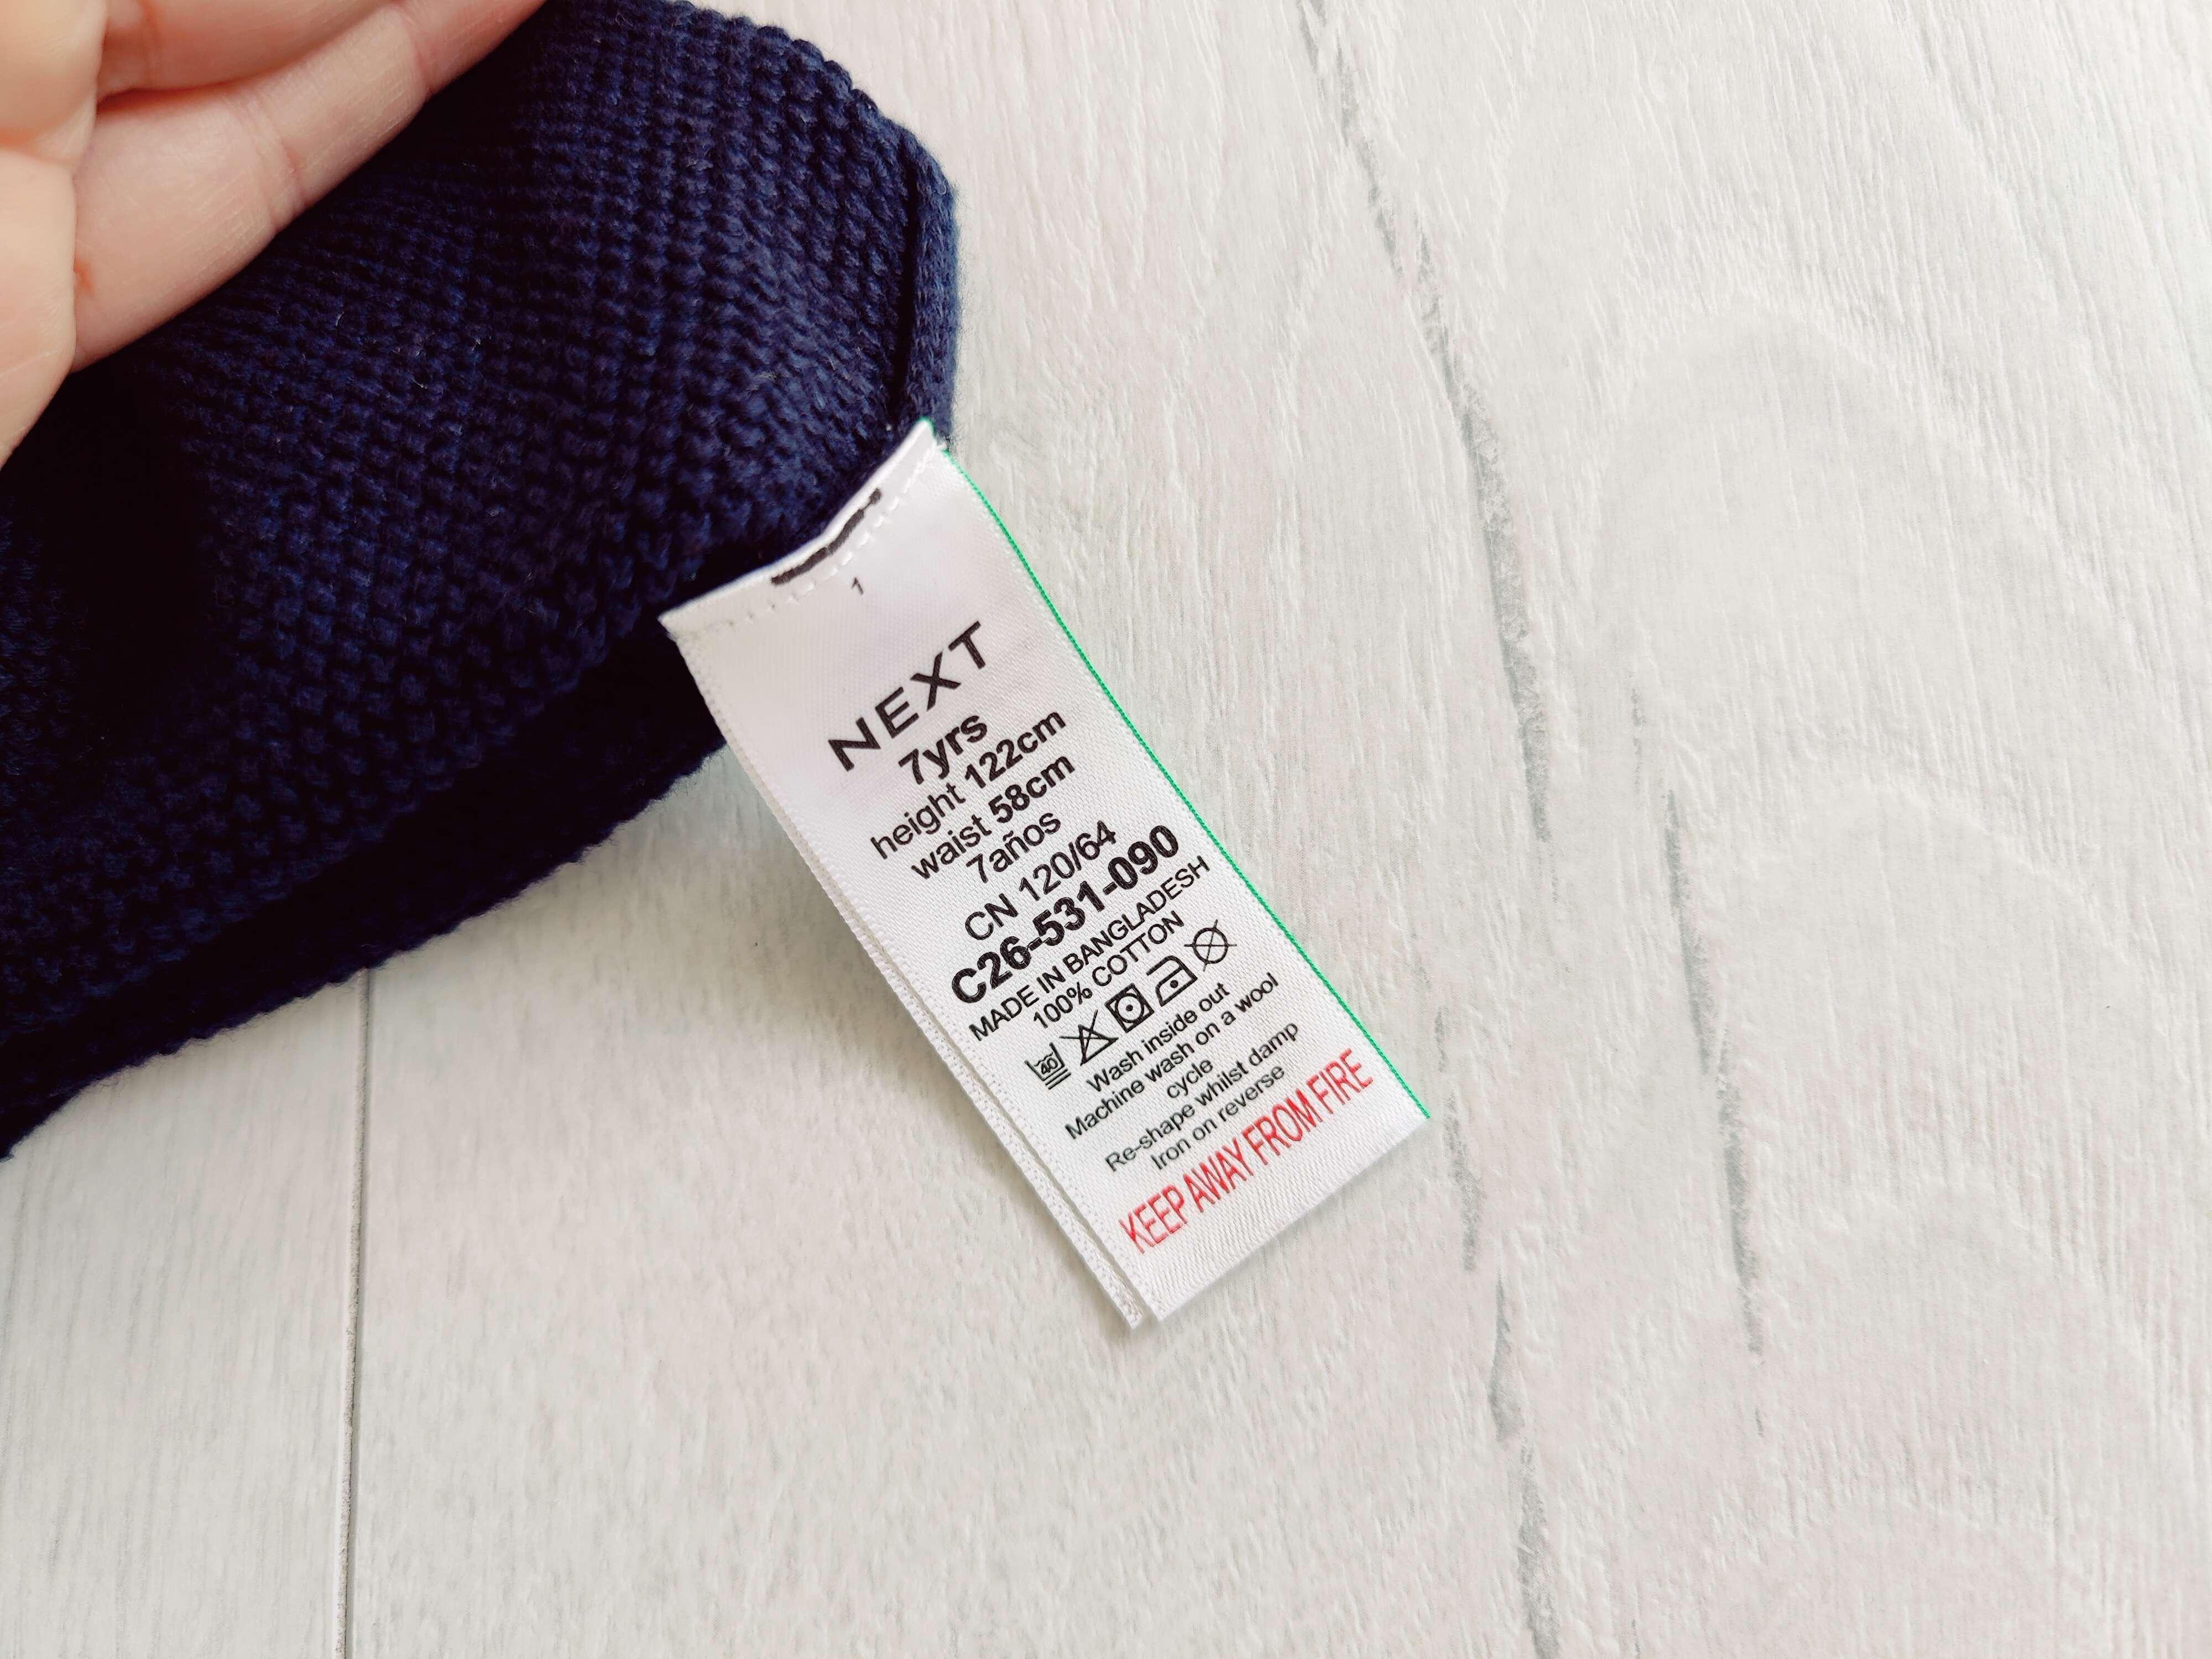 1
NEXT
7yrs
height 122cm
waist 58cm
7años
CN 120/64
C26-531-090
MADE IN BANGLADESH
100% COTTON
40
Wash inside out
Machine wash on a wool
cycle
Re-shape whilst damp
Iron on reverse
KEEP AWAY FROM FIRE